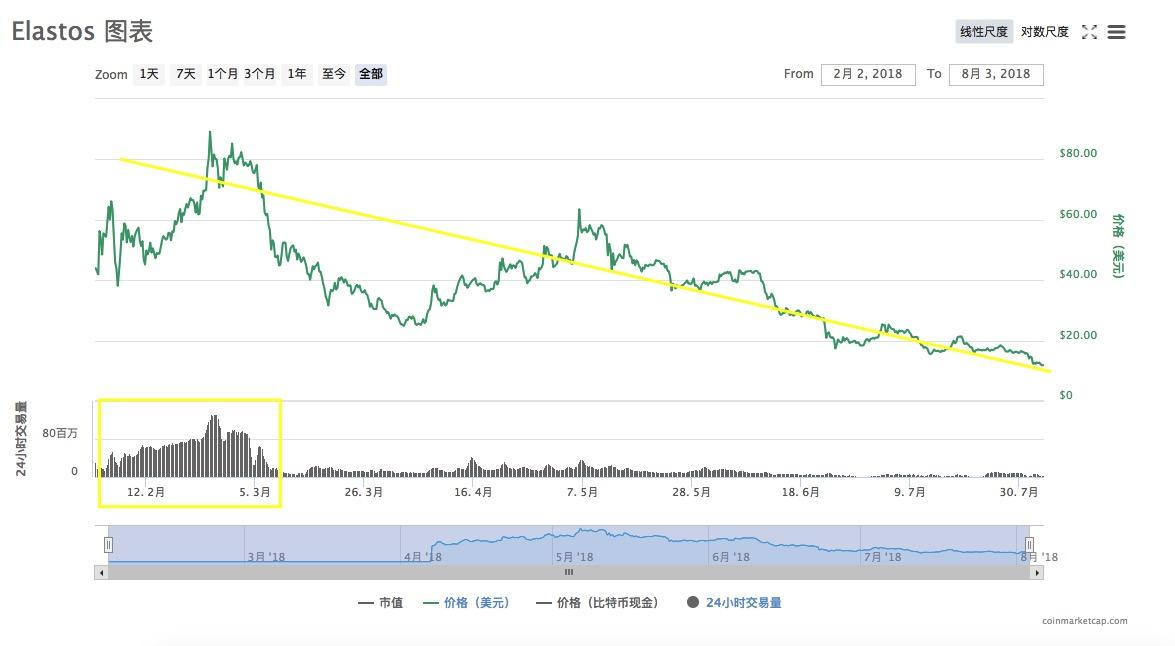 Elastos 图表
线性尺度 对数尺度
Zoom 1天 7天 1个月 3个月 1年 至今 全部 From 2月 2, 2018 To 8月 3, 2018
$80.00
$60.00
$40.00
$20.00
$0
价格（美元）
24小时交易量
80百万
0
12. 2月 5. 3月 26. 3月 16. 4月 7. 5月 28. 5月 18. 6月 9. 7月 30. 7月
3月 '18 4月 '18 5月 '18 6月 '18 7月 '18 8月 '18
市值 价格（美元） 价格（比特币现金） 24小时交易量
coinmarketcap.com